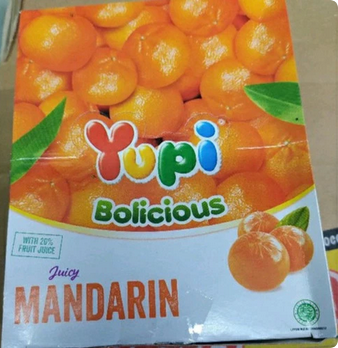 Yupi
Bolicious
WITH 20%
FRUIT JUICE
Juicy
MANDARIN